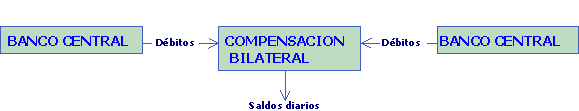 BANCO CENTRAL
Débitos
COMPENSACION
BILATERAL
Débitos
BANCO CENTRAL
Saldos diarios